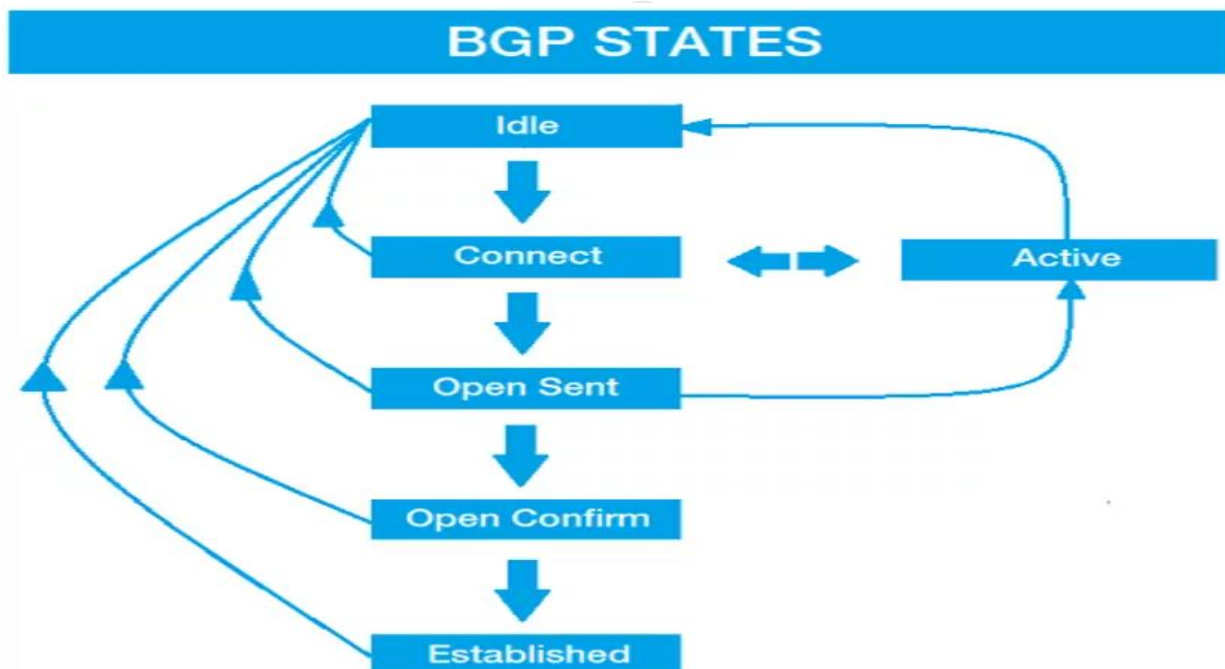 BGP STATES
Idle
Connect
Active
Open Sent
Open Confirm
Established